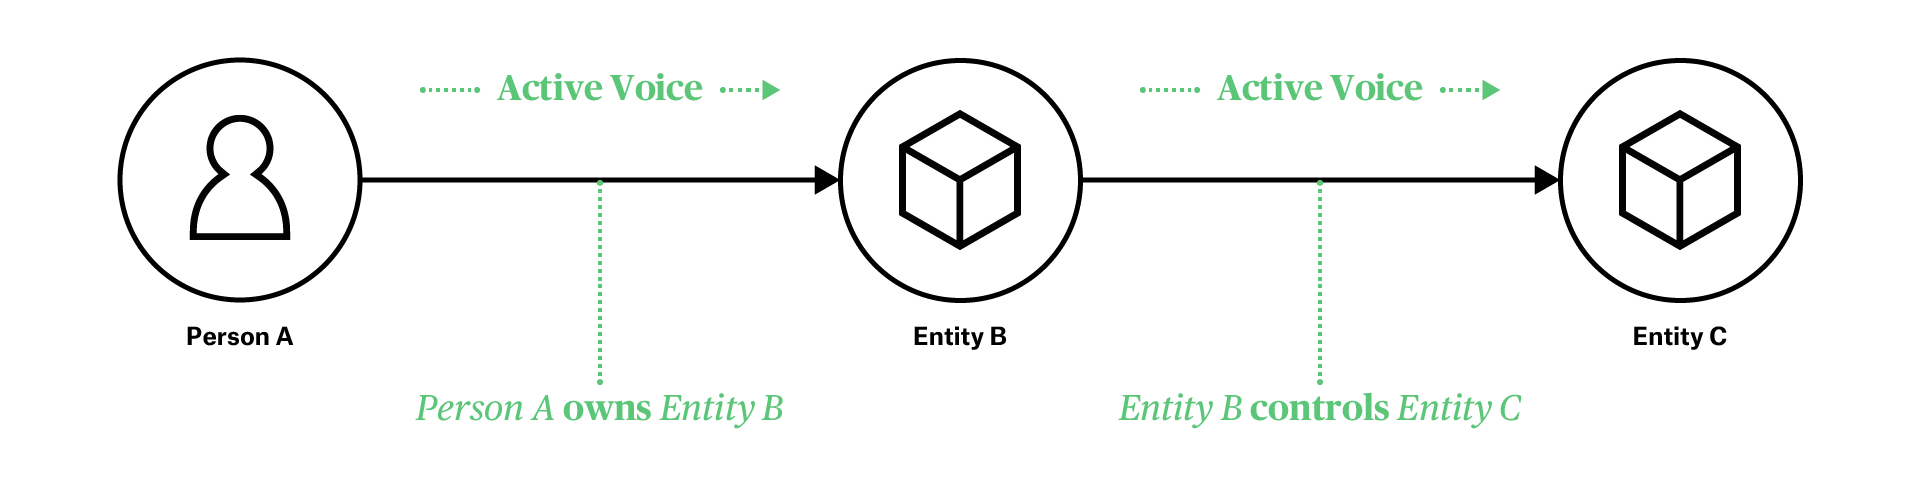 Active Voice
Active Voice
Person A
Entity B
Entity C
Person A owns Entity B
Entity B controls Entity C